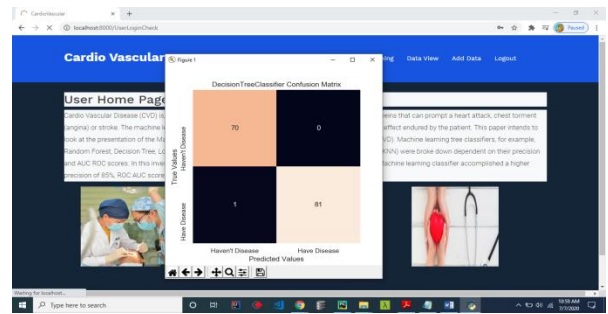 CardioVascular
localhost:8000/UserLoginCheck
Paused
Cardio Vascular
ing Data View Add Data Logout
Figure 1
DecisionTreeClassifier Confusion Matrix
70 0
1 81
True Values
Haven't Disease
Have Disease
Haven't Disease Have Disease
Predicted Values
User Home Page
Cardio Vascular Disease (CVD) is
eins that can prompt a heart attack, chest torment
(angina) or stroke. The machine l
effect endured by the patient. This paper intends to
look at the presentation of the Ma
VD). Machine learning tree classifiers, for example,
Random Forest, Decision Tree, Lo
KNN) were broke down dependent on their precision
and AUC ROC scores. In this inves
achine learning classifier accomplished a higher
precision of 85%, ROC AUC score
Waiting for localhost...
Type here to search
10:59 AM
7/7/2020